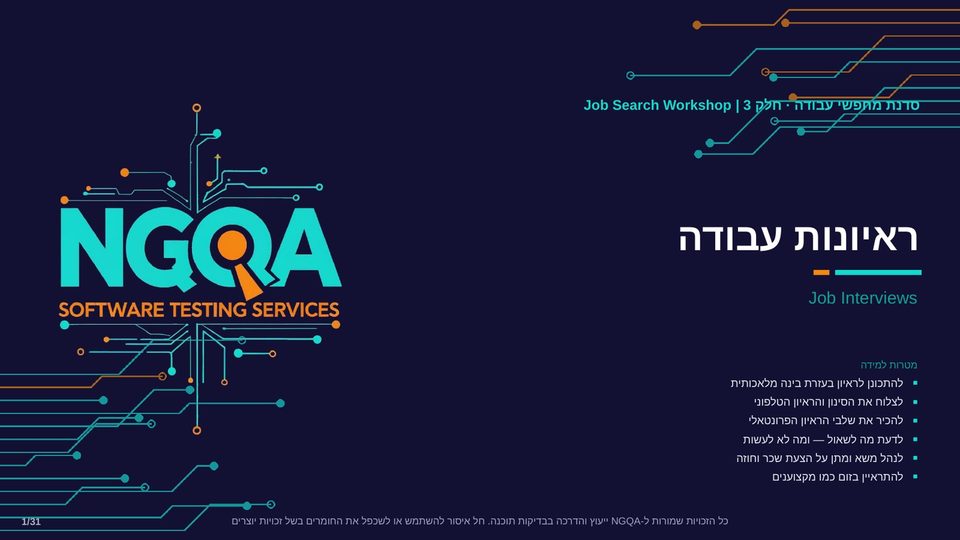 סדנת מחפשי עבודה · חלק 3 | Job Search Workshop
NGQA
SOFTWARE TESTING SERVICES
ראיונות עבודה
Job Interviews
מטרות למידה
להתכונן לראיון בעזרת בינה מלאכותית
לצלוח את הסינון והראיון הטלפוני
להכיר את שלבי הראיון הפרונטאלי
לדעת מה לשאול — ומה לא לעשות
לנהל משא ומתן על הצעת שכר וחוזה
להתראיין בזום כמו מקצוענים
כל הזכויות שמורות ל-NGQA ייעוץ והדרכה בבדיקות תוכנה. חל איסור להשתמש או לשכפל את החומרים בשל זכויות יוצרים
1/31